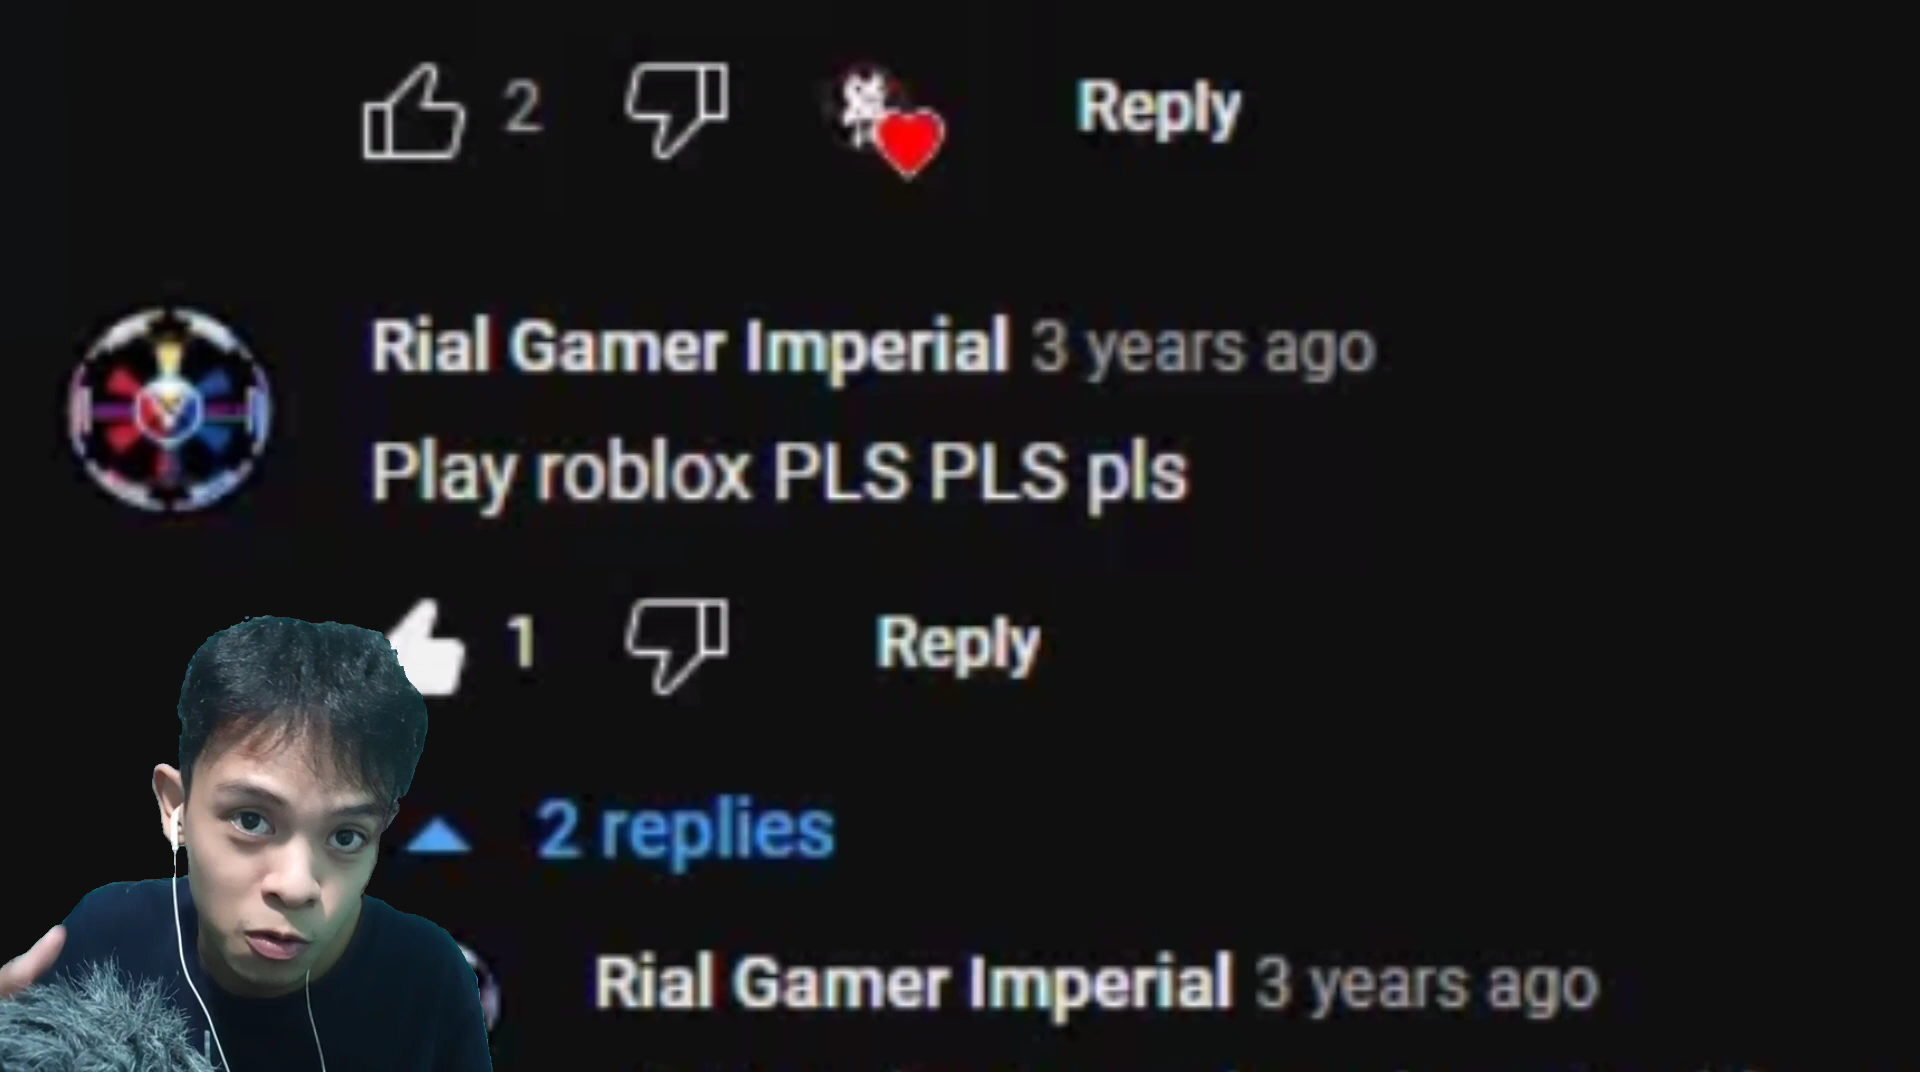 2 Reply
Rial Gamer Imperial 3 years ago
Play roblox PLS PLS pls
1 Reply
2 replies
Rial Gamer Imperial 3 years ago